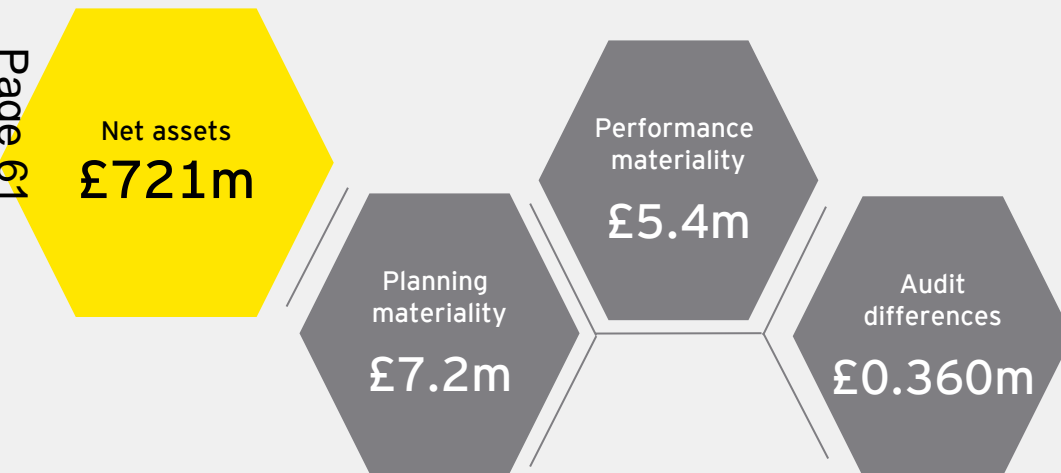 Page 61
Net assets
£721m
Planning
materiality
£7.2m
Performance
materiality
£5.4m
Audit
differences
£0.360m